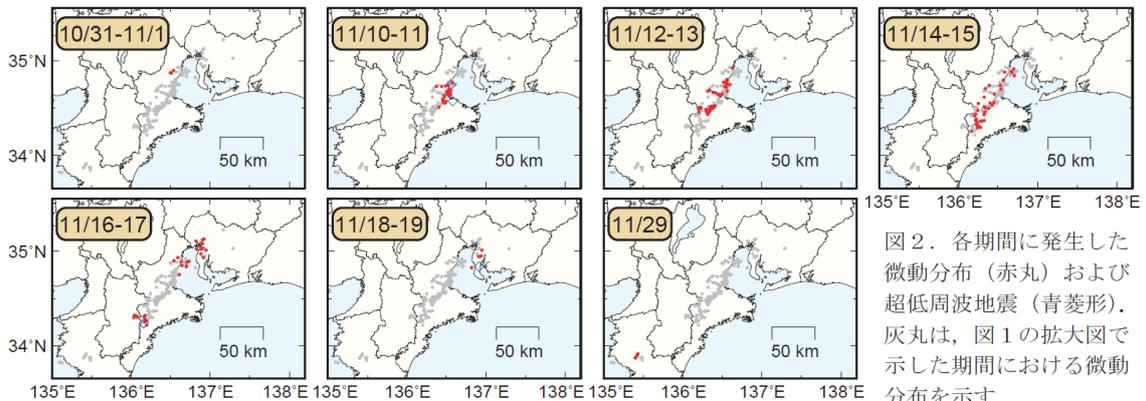 10/31-11/1
11/10-11
11/12-13
11/14-15
35°N
34°N
50 km
50 km
50 km
50 km
135°E 136°E 137°E 138°E
11/16-17
11/18-19
11/29
35°N
34°N
50 km
50 km
50 km
135°E 136°E 137°E 138°E 135°E 136°E 137°E 138°E 135°E 136°E 137°E 138°E
図2．各期間に発生した
微動分布（赤丸）および
超低周波地震（青菱形）．
灰丸は，図1の拡大図で
示した期間における微動
分布を示す